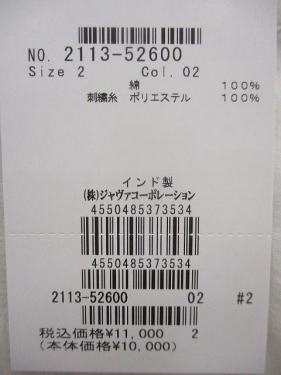 NO. 2113-52600
Size 2 Col. 02
綿 100%
刺繍糸 ポリエステル 100%
インド製
(株)ジャヴァコーポレーション
4550485373534
4550485373534
2113-52600 02 #2
税込価格¥11,000 2
(本体価格¥10,000)